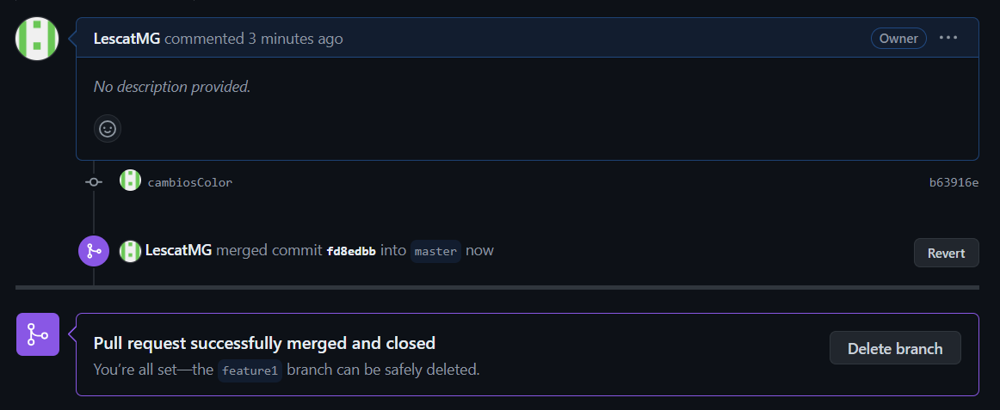 LescatMG commented 3 minutes ago Owner
No description provided.
cambiosColor b63916e
LescatMG merged commit fd8edbb into master now Revert
Pull request successfully merged and closed
You’re all set—the feature1 branch can be safely deleted.
Delete branch